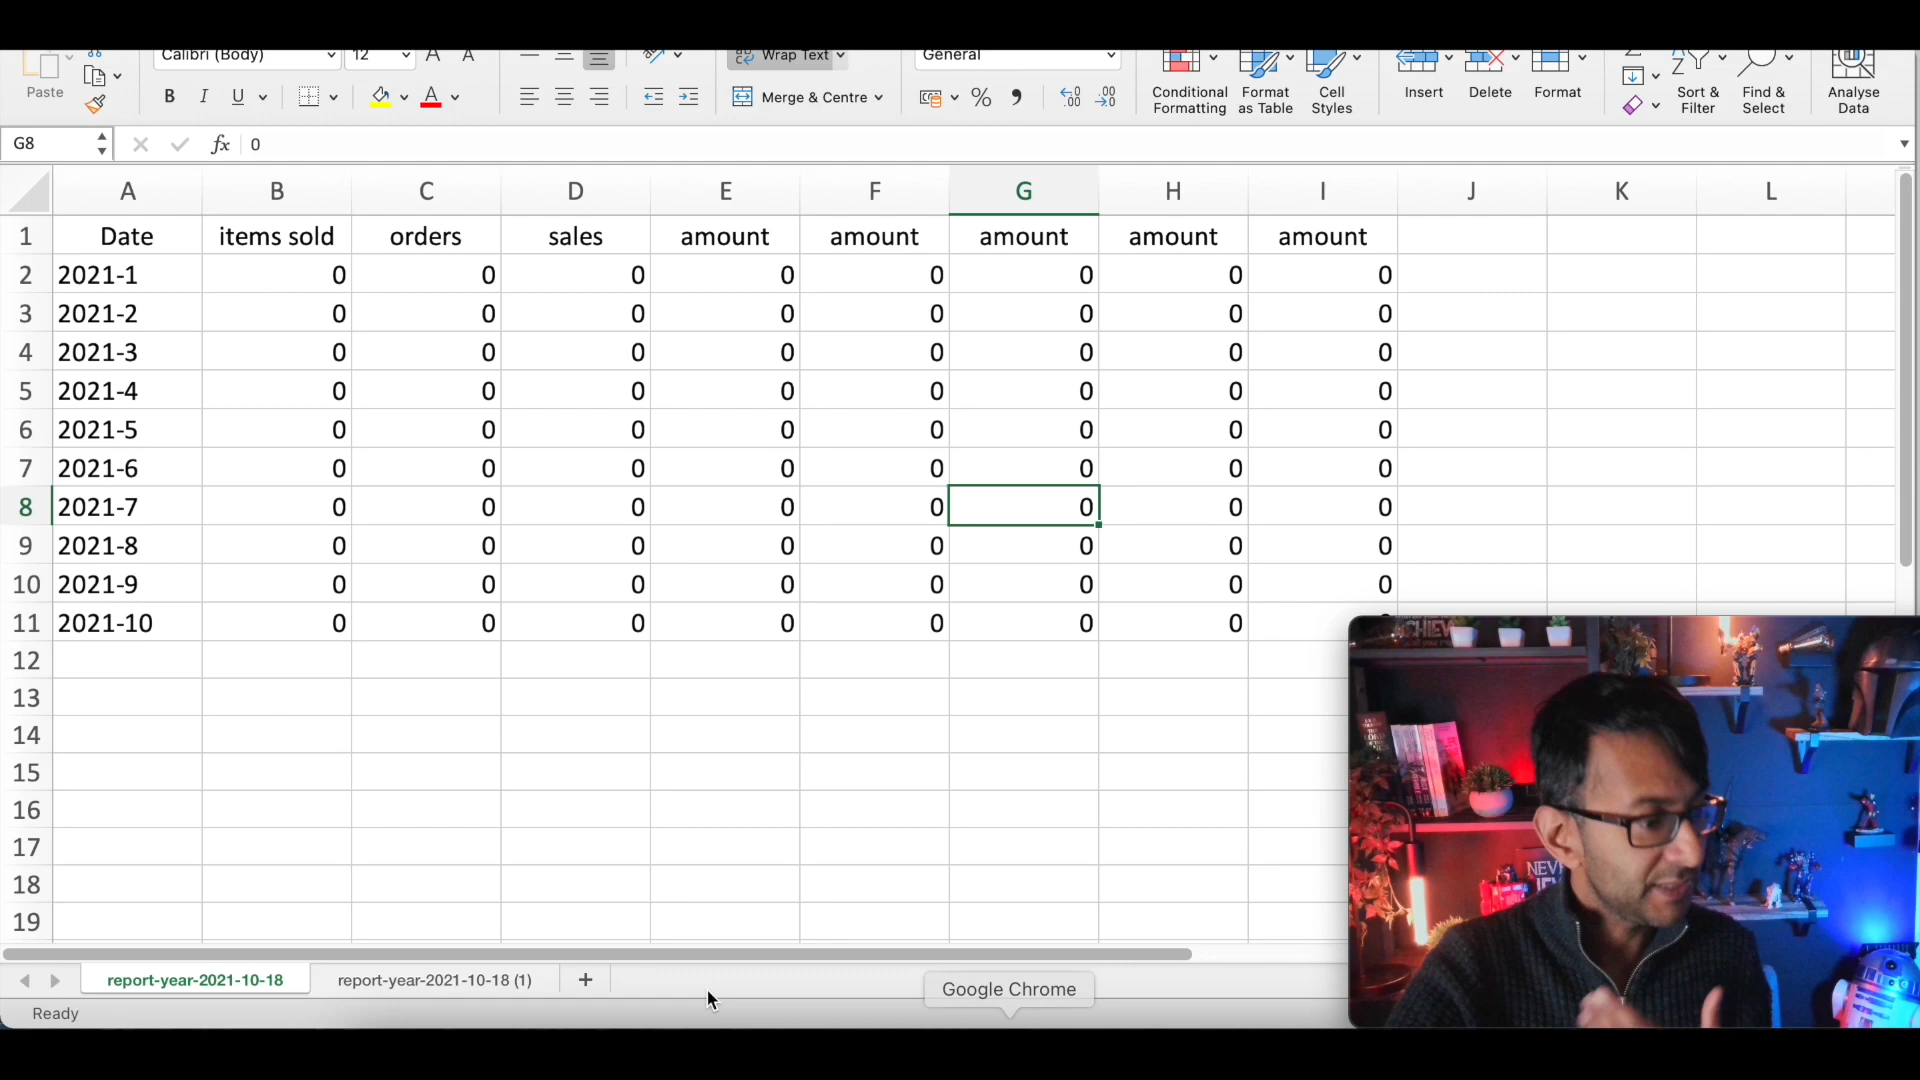 Calibri (Body) 12 Wrap Text General
Paste B I U Merge & Centre Conditional Formatting Format as Table Cell Styles Insert Delete Format Sort & Filter Find & Select Analyse Data
G8 fx 0
A B C D E F G H I J K L
1 Date items sold orders sales amount amount amount amount amount
2 2021-1 0 0 0 0 0 0 0 0
3 2021-2 0 0 0 0 0 0 0 0
4 2021-3 0 0 0 0 0 0 0 0
5 2021-4 0 0 0 0 0 0 0 0
6 2021-5 0 0 0 0 0 0 0 0
7 2021-6 0 0 0 0 0 0 0 0
8 2021-7 0 0 0 0 0 0 0 0
9 2021-8 0 0 0 0 0 0 0 0
10 2021-9 0 0 0 0 0 0 0 0
11 2021-10 0 0 0 0 0 0 0
12
13
14
15
16
17
18
19
report-year-2021-10-18 report-year-2021-10-18 (1) +
Google Chrome
Ready